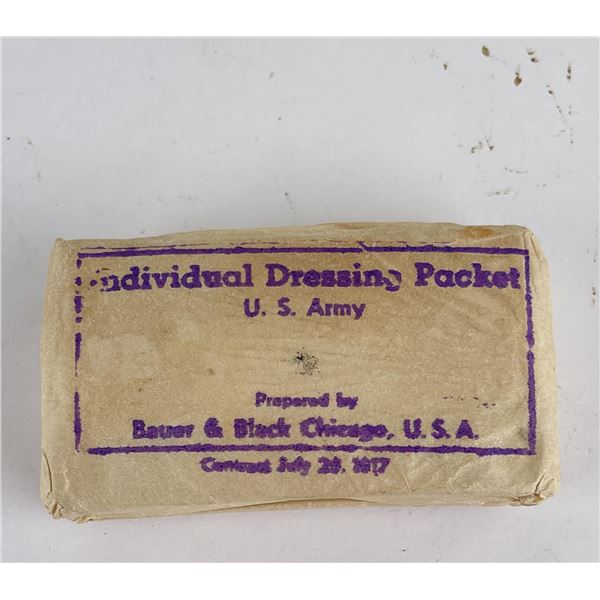 Individual Dressing Packet
U. S. Army
Prepared by
Bauer & Black Chicago, U. S. A.
Contract July 28, 1917